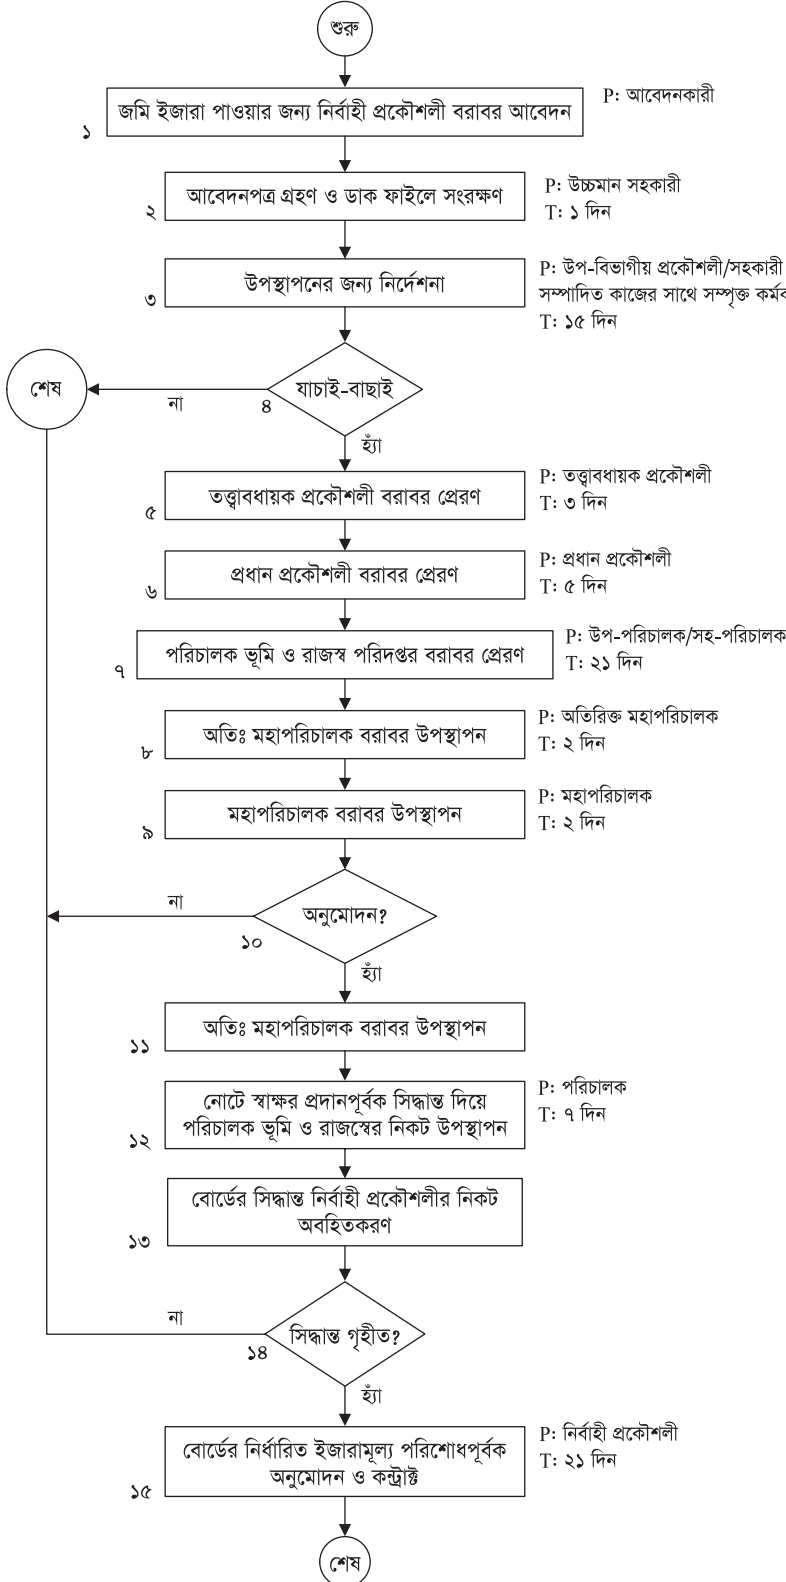 শুরু
জমি ইজারা পাওয়ার জন্য নির্বাহী প্রকৌশলী বরাবর আবেদন
P: আবেদনকারী
১
আবেদনপত্র গ্রহণ ও ডাক ফাইলে সংরক্ষণ
P: উচ্চমান সহকারী
T: ১ দিন
২
উপস্থাপনের জন্য নির্দেশনা
P: উপ-বিভাগীয় প্রকৌশলী/সহকারী
সম্পাদিত কাজের সাথে সম্পৃক্ত
T: ১৫ দিন
৩
শেষ
না
৪
যাচাই-বাছাই
হ্যাঁ
তত্ত্বাবধায়ক প্রকৌশলী বরাবর প্রেরণ
P: তত্ত্বাবধায়ক প্রকৌশলী
T: ৩ দিন
৫
প্রধান প্রকৌশলী বরাবর প্রেরণ
P: প্রধান প্রকৌশলী
T: ৫ দিন
৬
পরিচালক ভূমি ও রাজস্ব পরিদপ্তর বরাবর প্রেরণ
P: উপ-পরিচালক/সহ-পরিচালক
T: ২১ দিন
৭
অতিঃ মহাপরিচালক বরাবর উপস্থাপন
P: অতিরিক্ত মহাপরিচালক
T: ২ দিন
৮
মহাপরিচালক বরাবর উপস্থাপন
P: মহাপরিচালক
T: ২ দিন
৯
না
অনুমোদন?
১০
হ্যাঁ
অতিঃ মহাপরিচালক বরাবর উপস্থাপন
১১
নোটে স্বাক্ষর প্রদানপূর্বক সিদ্ধান্ত দিয়ে
পরিচালক ভূমি ও রাজস্বের নিকট উপস্থাপন
P: পরিচালক
T: ৭ দিন
১২
বোর্ডের সিদ্ধান্ত নির্বাহী প্রকৌশলীর নিকট
অবহিতকরণ
১৩
না
সিদ্ধান্ত গৃহীত?
১৪
হ্যাঁ
বোর্ডের নির্ধারিত ইজারামূল্য পরিশোধপূর্বক
অনুমোদন ও কন্ট্রাক্ট
P: নির্বাহী প্রকৌশলী
T: ২১ দিন
১৫
শেষ